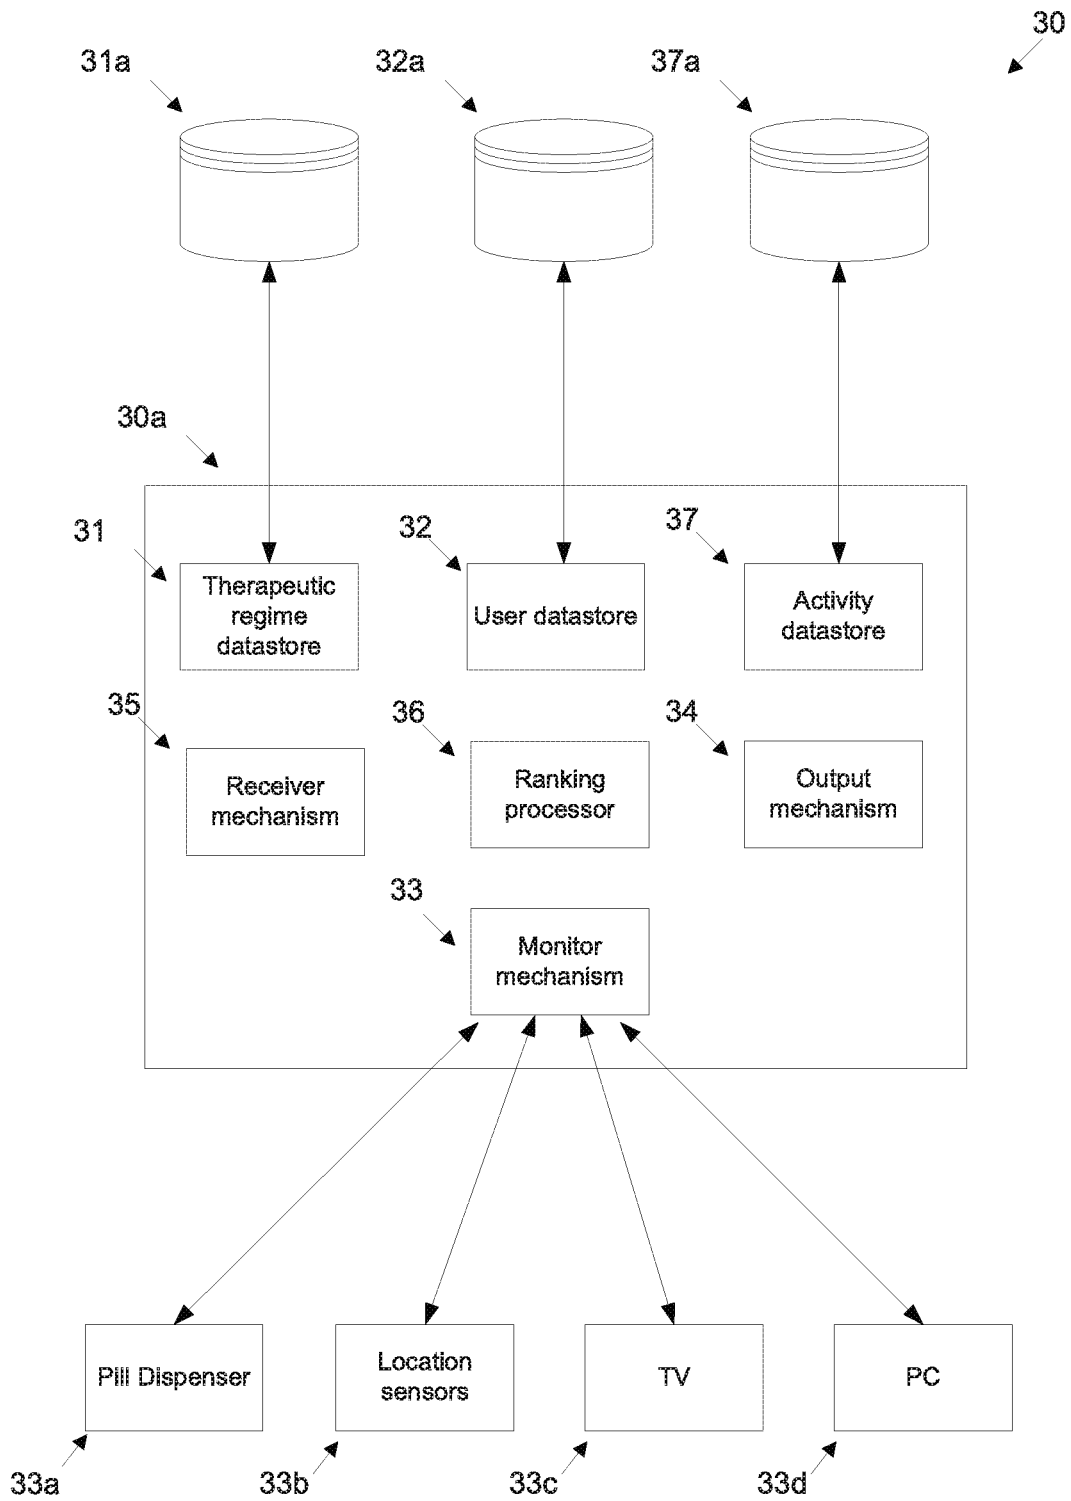 30
31a
32a
37a
30a
31
32
37
Therapeutic
regime
datastore
User datastore
Activity
datastore
35
36
34
Receiver
mechanism
Ranking
processor
Output
mechanism
33
Monitor
mechanism
Pill Dispenser
Location
sensors
TV
PC
33a
33b
33c
33d